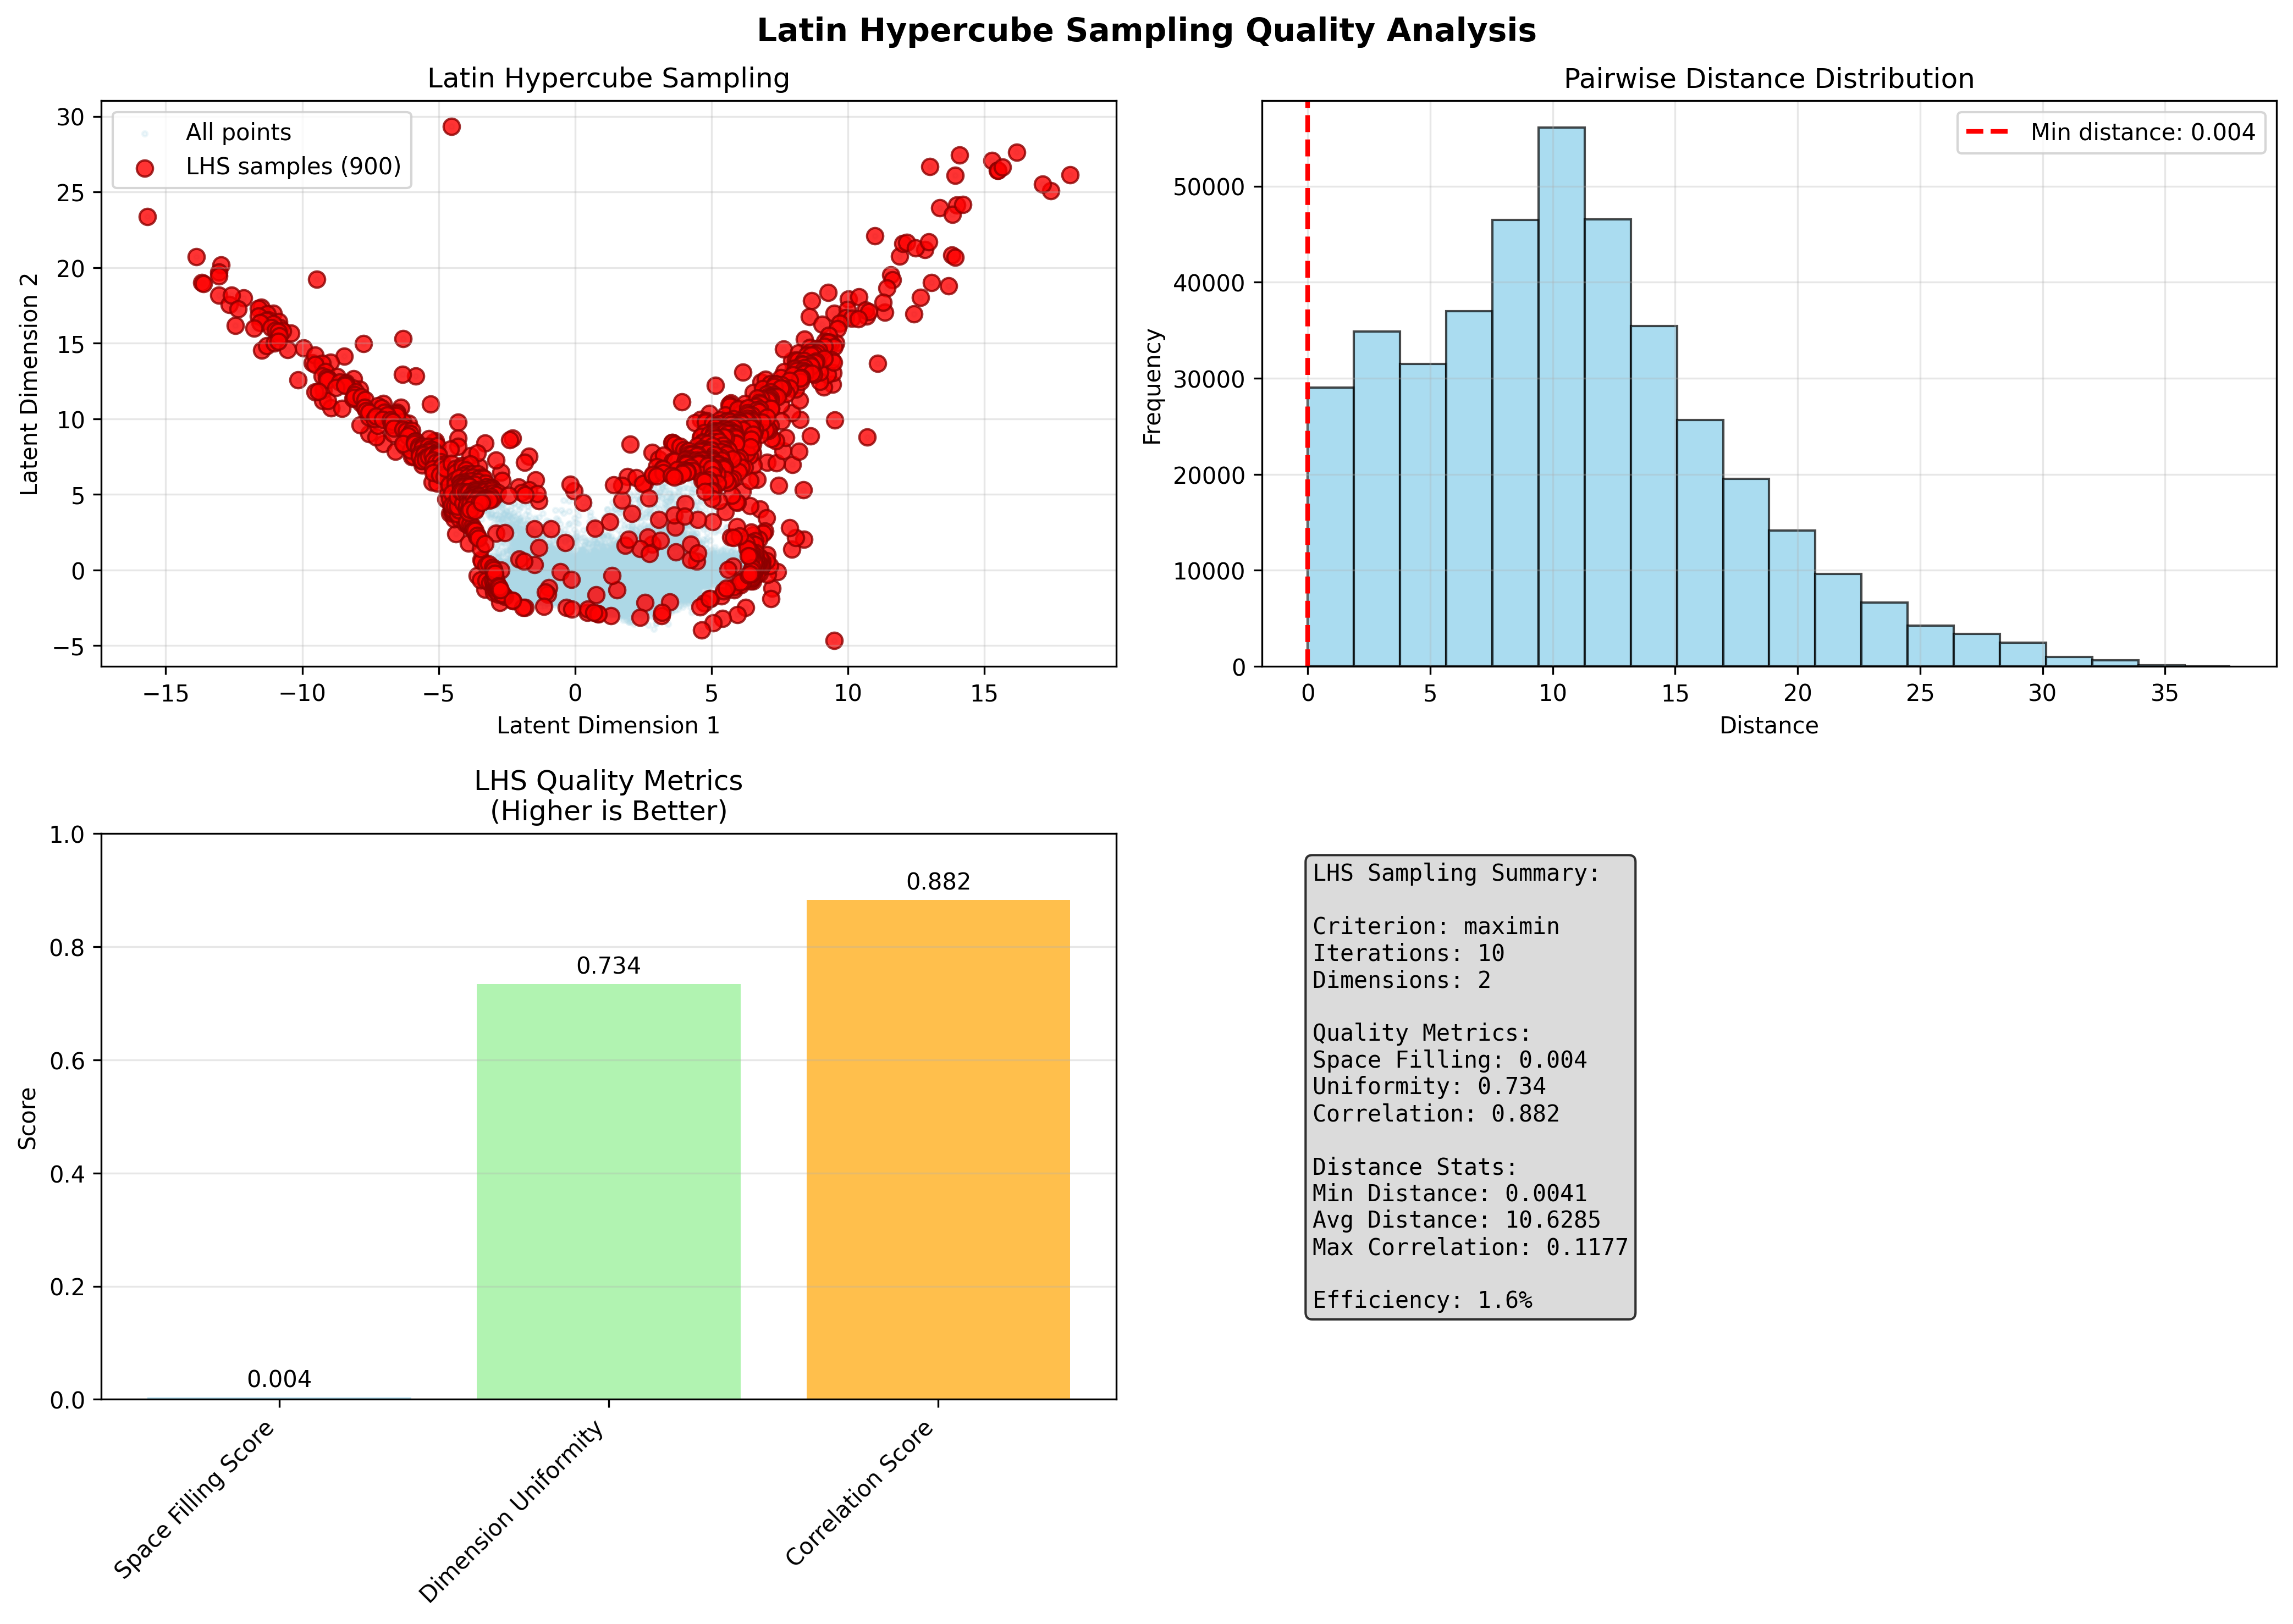 Latin Hypercube Sampling Quality Analysis
Latin Hypercube Sampling
30
25
20
15
10
5
0
−5
Latent Dimension 2
All points
LHS samples (900)
−15
−10
−5
0
5
10
15
Latent Dimension 1
Pairwise Distance Distribution
50000
40000
30000
20000
10000
0
Frequency
Min distance: 0.004
0
5
10
15
20
25
30
35
Distance
LHS Quality Metrics
(Higher is Better)
1.0
0.8
0.6
0.4
0.2
0.0
Score
0.004
0.734
0.882
Space Filling Score
Dimension Uniformity
Correlation Score
LHS Sampling Summary:
Criterion: maximin
Iterations: 10
Dimensions: 2
Quality Metrics:
Space Filling: 0.004
Uniformity: 0.734
Correlation: 0.882
Distance Stats:
Min Distance: 0.0041
Avg Distance: 10.6285
Max Correlation: 0.1177
Efficiency: 1.6%